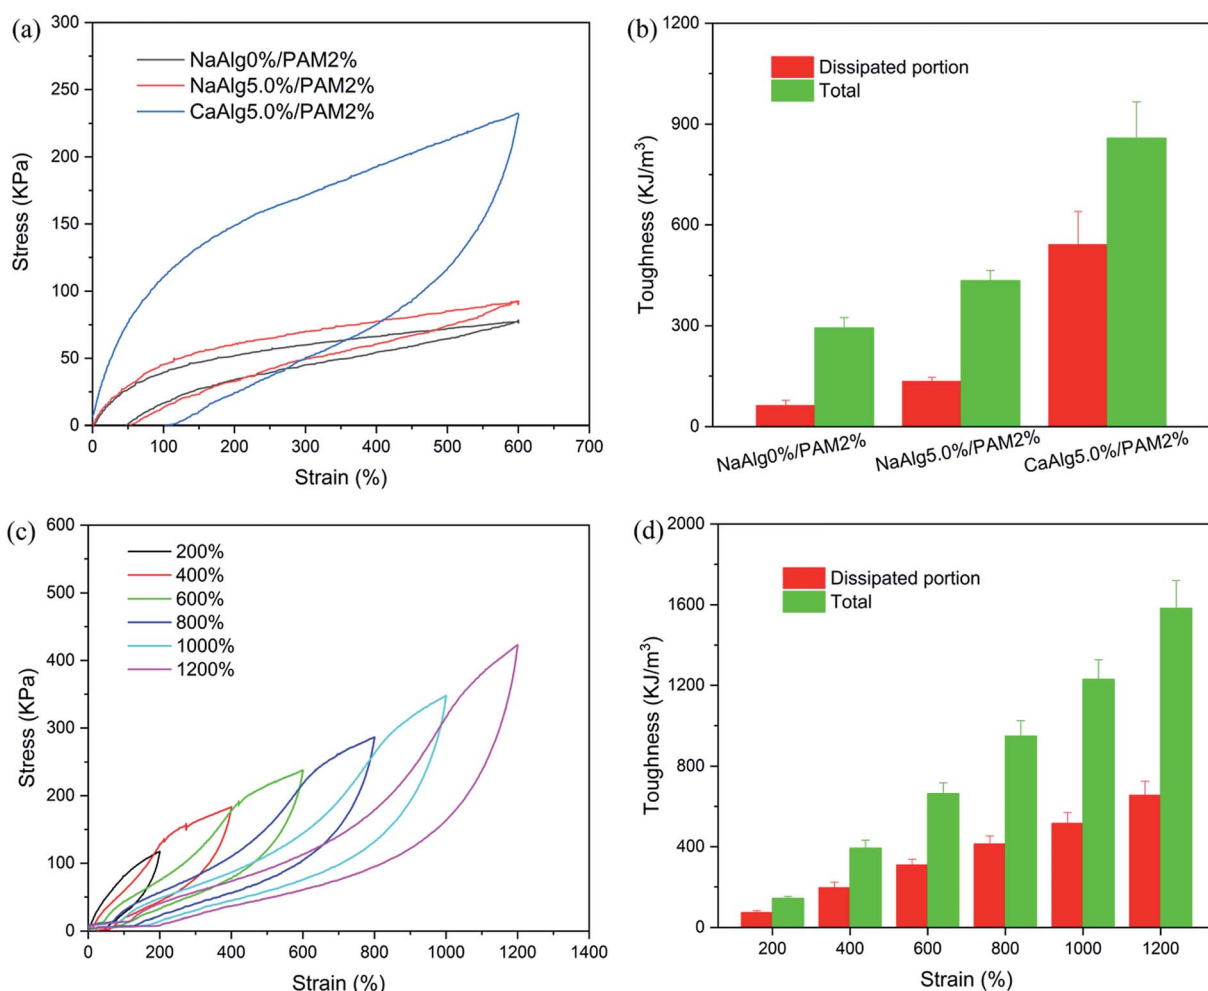 (a)
300
250
200
150
100
50
0
Stress (KPa)
NaAlg0%/PAM2%
NaAlg5.0%/PAM2%
CaAlg5.0%/PAM2%
0 100 200 300 400 500 600 700
Strain (%)
(b)
1200
900
600
300
0
Toughness (KJ/m³)
Dissipated portion
Total
NaAlg0%/PAM2%
NaAlg5.0%/PAM2%
CaAlg5.0%/PAM2%
(c)
600
500
400
300
200
100
0
Stress (KPa)
200%
400%
600%
800%
1000%
1200%
0 200 400 600 800 1000 1200 1400
Strain (%)
(d)
2000
1600
1200
800
400
0
Toughness (KJ/m³)
Dissipated portion
Total
200 400 600 800 1000 1200
Strain (%)